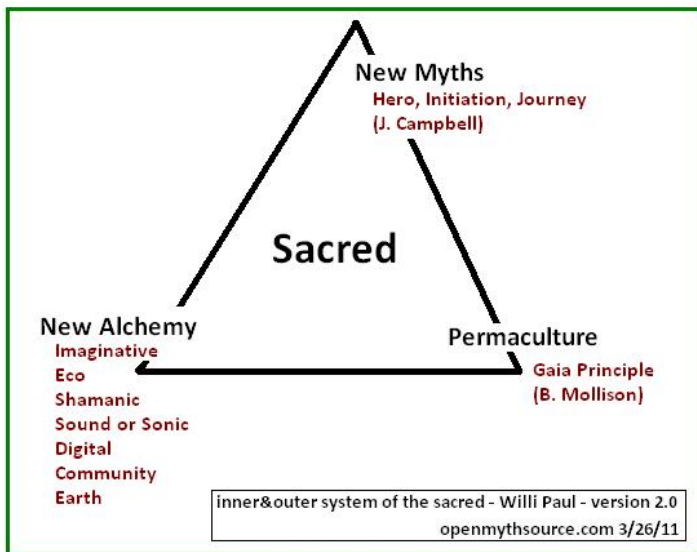 New Myths
Hero, Initiation, Journey
(J. Campbell)
Sacred
New Alchemy
Imaginative
Eco
Shamanic
Sound or Sonic
Digital
Community
Earth
Permaculture
Gaia Principle
(B. Mollison)
inner&outer system of the sacred - Willi Paul - version 2.0
openmythsource.com 3/26/11